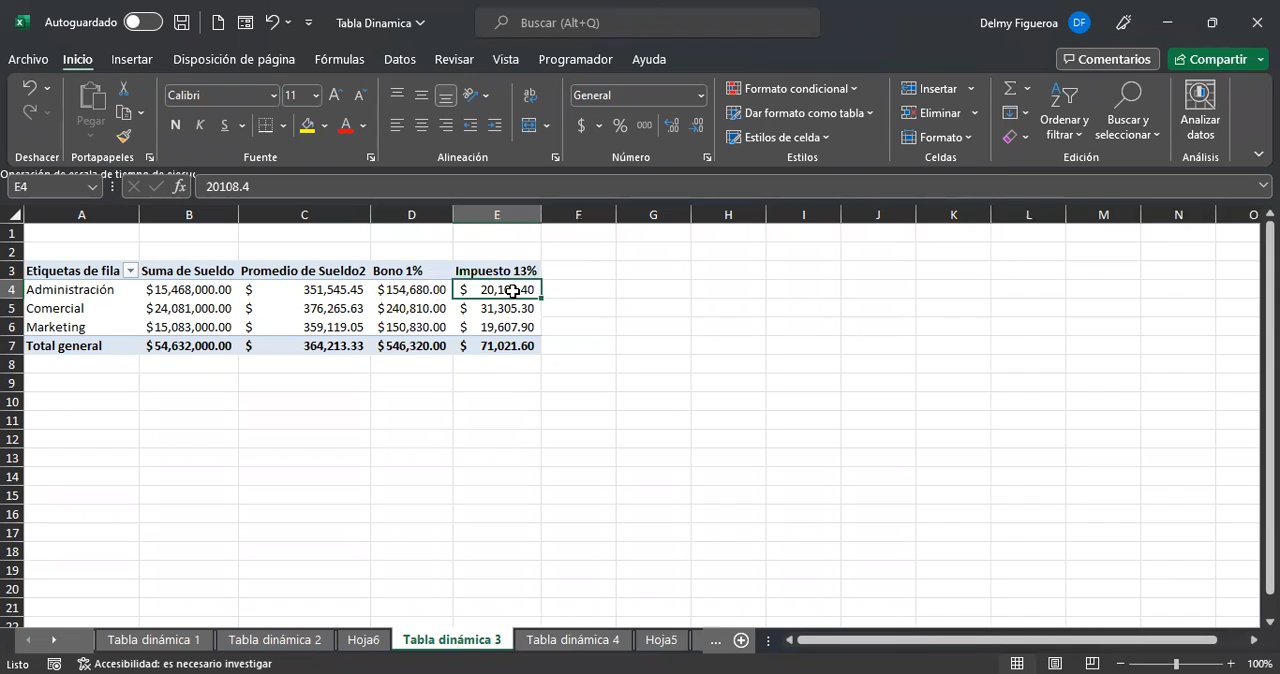 Autoguardado
Tabla Dinamica
Buscar (Alt+Q)
Delmy Figueroa
DF
Archivo Inicio Insertar Disposición de página Fórmulas Datos Revisar Vista Programador Ayuda
Comentarios
Compartir
Pegar
Calibri
11
N K S
General
$ % 000
Formato condicional
Dar formato como tabla
Estilos de celda
Insertar
Eliminar
Formato
Ordenar y filtrar
Buscar y seleccionar
Analizar datos
Deshacer Portapapeles Fuente Alineación Número Estilos Celdas Edición Análisis
E4
fx
20108.4
A B C D E F G H I J K L M N O
1
2
3 Etiquetas de fila Suma de Sueldo Promedio de Sueldo2 Bono 1% Impuesto 13%
4 Administración $15,468,000.00 $ 351,545.45 $154,680.00 $
5 Comercial $24,081,000.00 $ 376,265.63 $240,810.00 $ 31,305.30
6 Marketing $15,083,000.00 $ 359,119.05 $150,830.00 $ 19,607.90
7 Total general $54,632,000.00 $ 364,213.33 $546,320.00 $ 71,021.60
8
9
10
11
12
13
14
15
16
17
18
19
20
21
Tabla dinámica 1 Tabla dinámica 2 Hoja6 Tabla dinámica 3 Tabla dinámica 4 Hoja5 ...
Listo
Accesibilidad: es necesario investigar
100%